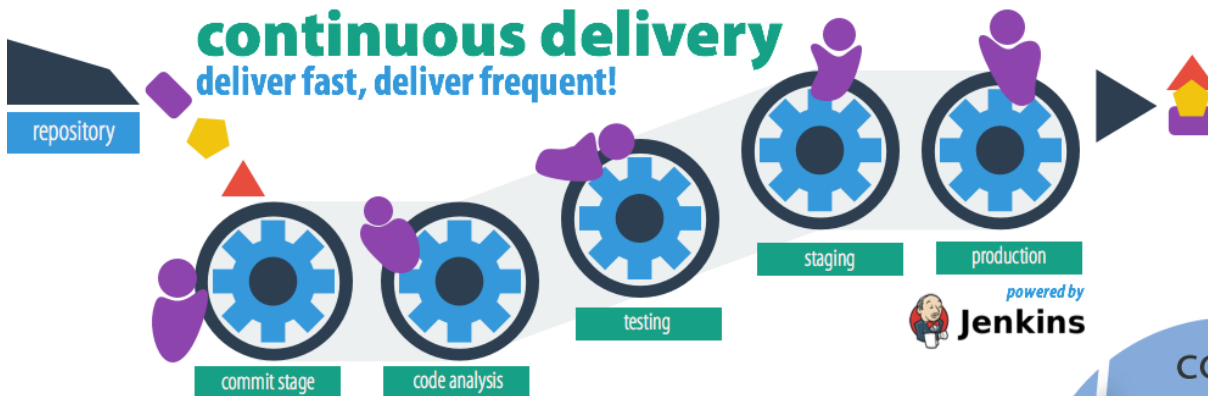 continuous delivery
deliver fast, deliver frequent!
repository
commit stage
code analysis
testing
staging
production
powered by
Jenkins